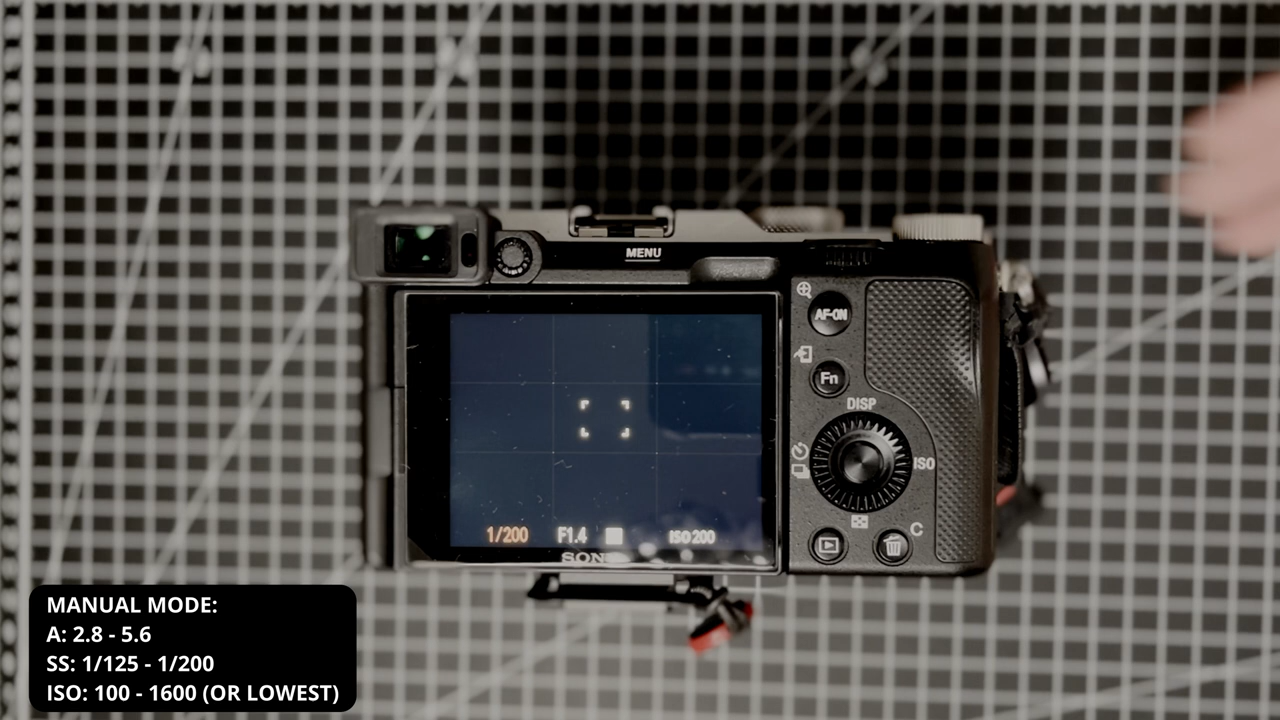 MENU
AF-ON
Fn
DISP
ISO
C
1/200 F1.4 ISO 200
SONY
MANUAL MODE:
A: 2.8 - 5.6
SS: 1/125 - 1/200
ISO: 100 - 1600 (OR LOWEST)